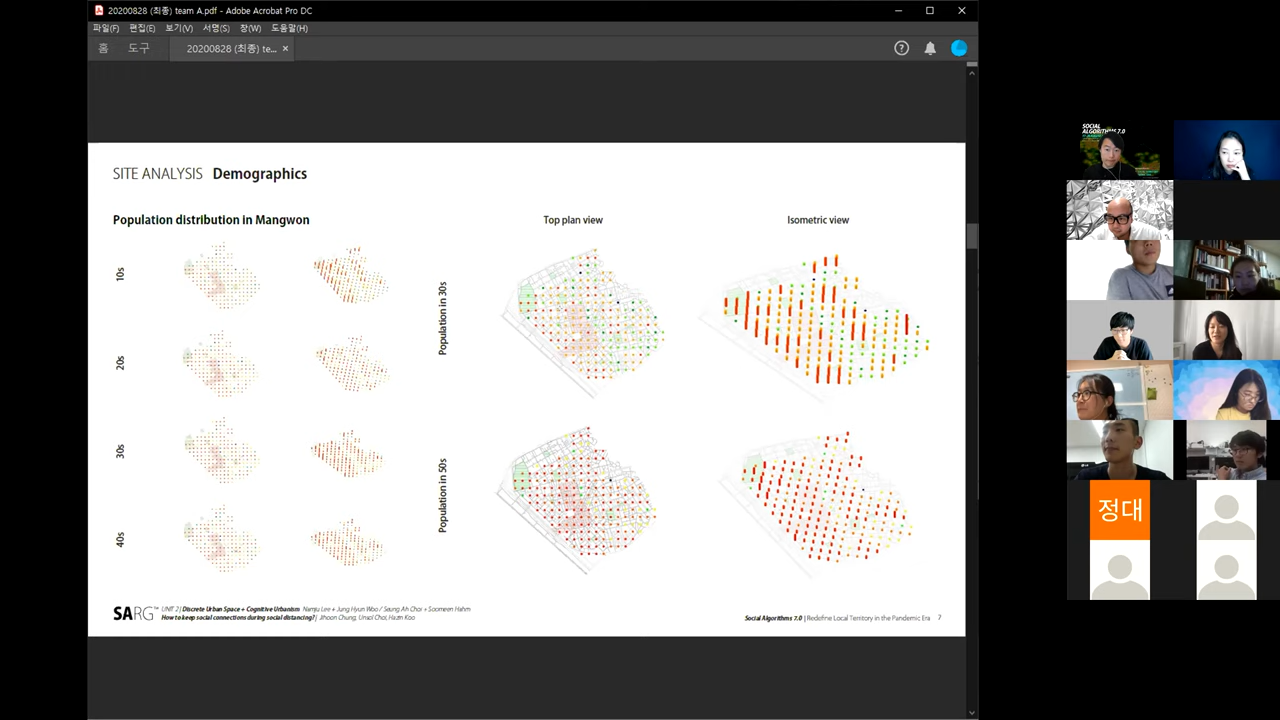 20200828 (최종) team A.pdf - Adobe Acrobat Pro DC
파일(F) 편집(E) 보기(V) 서명(S) 창(W) 도움말(H)
홈 도구 20200828 (최종) te... ×
SITE ANALYSIS Demographics
Population distribution in Mangwon
Top plan view
Isometric view
10s
20s
30s
40s
Population in 30s
Population in 50s
SARG™
UNIT 2 | Discrete Urban Space + Cognitive Urbanism Namju Lee + Jung Hyun Woo / Seung Ah Choi + Soomeen Hahm
How to keep social connections during social distancing? | Jihoon Chung, Unsol Choi, Hazin Koo
Social Algorithms 7.0 | Redefine Local Territory in the Pandemic Era 7
SOCIAL
ALGORITHMS 7.0
정대